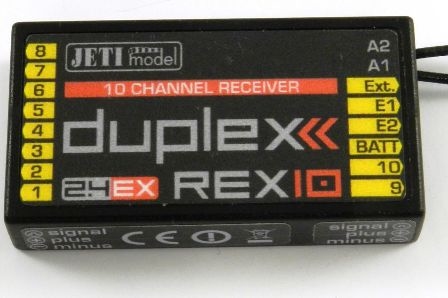 8
7
6
5
4
3
2
1
JETI model
10 CHANNEL RECEIVER
duplex
2.4EX REX10
A2
A1
Ext.
E1
E2
BATT
10
9
signal
plus
minus
CE
signal
plus
minus